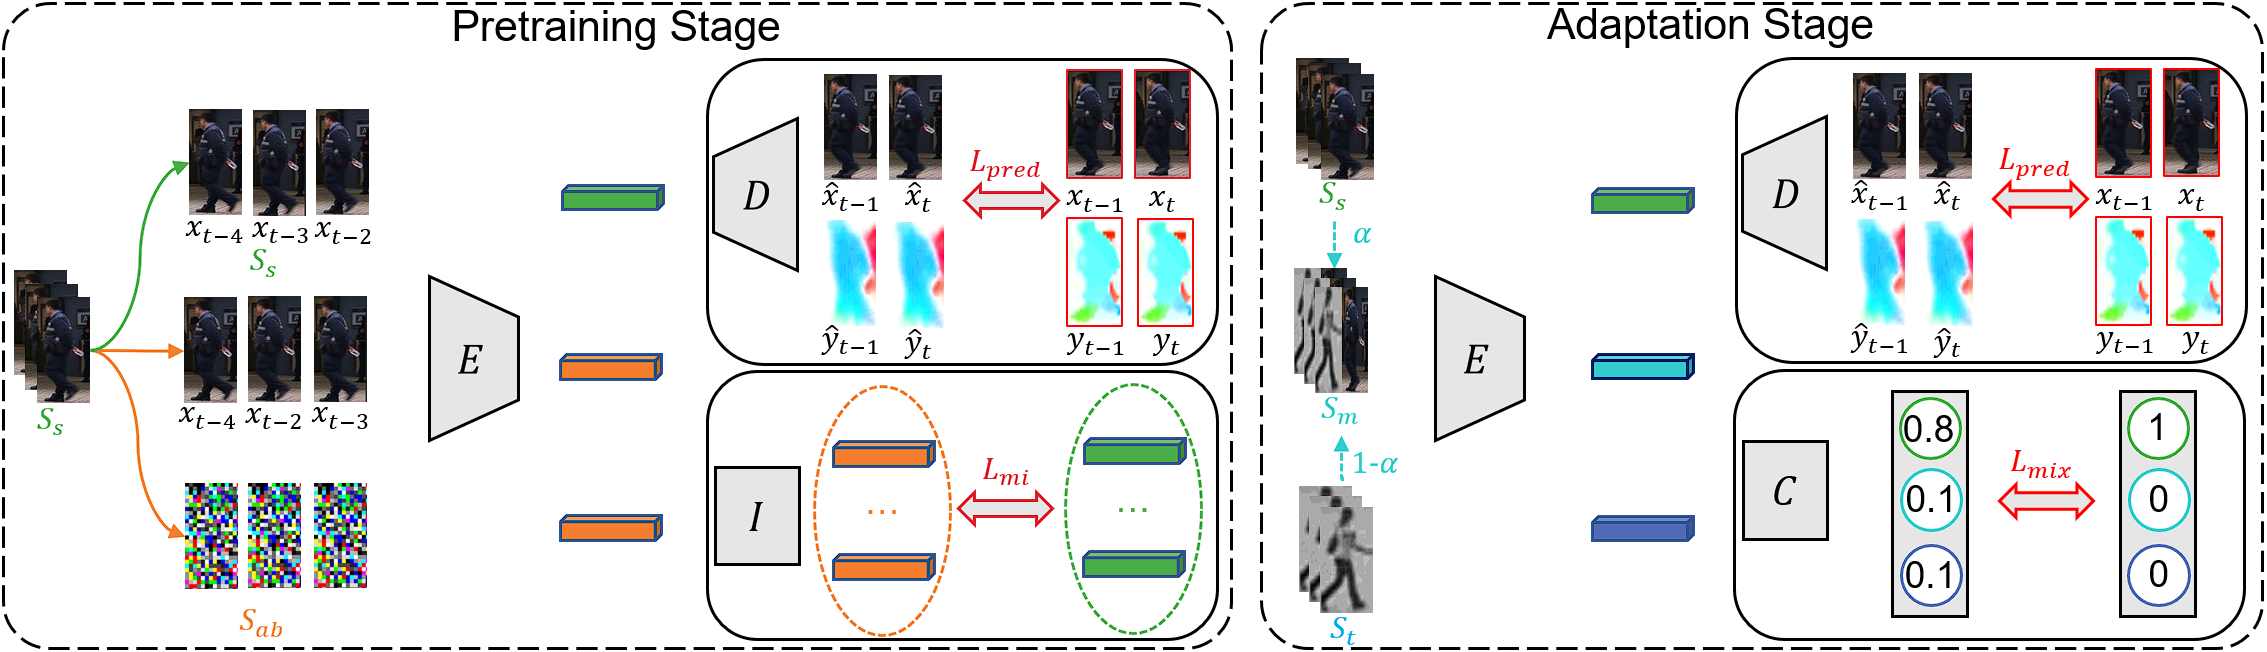 Pretraining Stage
x_{t-4} x_{t-3} x_{t-2}
S_s
S_s
x_{t-4} x_{t-2} x_{t-3}
S_{ab}
E
D
\hat{x}_{t-1} \hat{x}_t
L_{pred}
x_{t-1} x_t
\hat{y}_{t-1} \hat{y}_t
y_{t-1} y_t
I
...
L_{mi}
...
Adaptation Stage
S_s
α
S_m
1-α
S_t
E
D
\hat{x}_{t-1} \hat{x}_t
L_{pred}
x_{t-1} x_t
\hat{y}_{t-1} \hat{y}_t
y_{t-1} y_t
C
0.8
0.1
0.1
L_{mix}
1
0
0